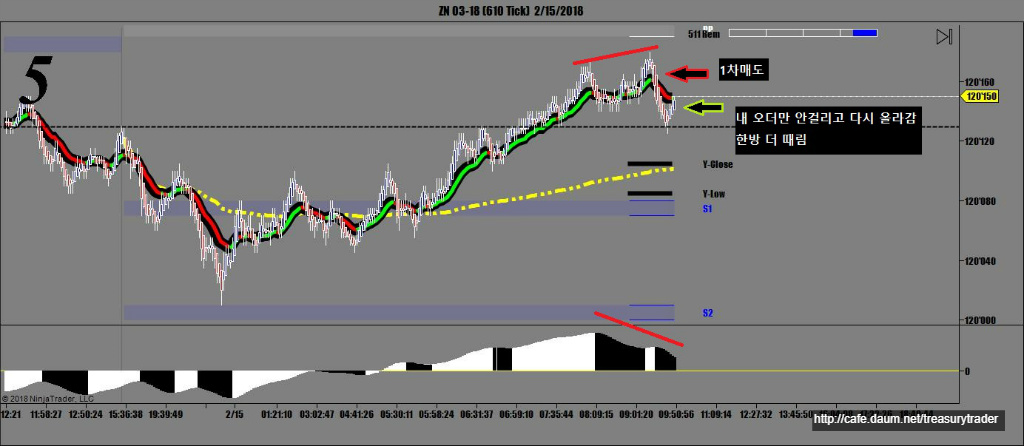 ZN 03-18 (610 Tick) 2/15/2018
5
511 Rem
1차매도
120'160
120'150
내 오더만 안걸리고 다시 올라감
한방 더 때림
120'120
Y-Close
Y-Low
120'080
S1
120'040
S2
120'000
0
© 2018 NinjaTrader, LLC
12:21 11:58:27 12:50:24 15:36:38 19:39:49 2/15 01:21:10 03:02:47 04:41:26 05:30:11 05:58:24 06:31:37 06:59:10 07:35:44 08:09:15 09:01:20 09:50:56 11:09:14 12:27:32 13:45:50
http://cafe.daum.net/treasurytrader